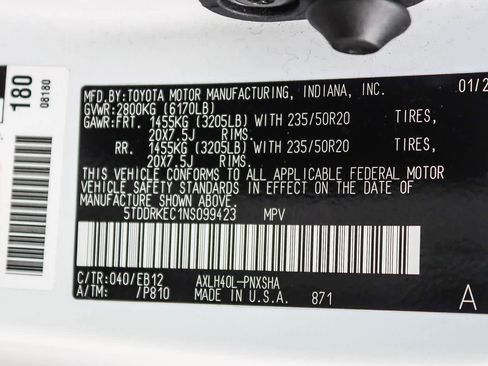 180
08180
MFD.BY:TOYOTA MOTOR MANUFACTURING, INDIANA, INC. 01/2
GVWR:2800KG (6170LB)
GAWR:FRT. 1455KG (3205LB) WITH 235/50R20 TIRES,
20X7.5J RIMS.
RR. 1455KG (3205LB) WITH 235/50R20 TIRES,
20X7.5J RIMS.
THIS VEHICLE CONFORMS TO ALL APPLICABLE FEDERAL MOTOR
VEHICLE SAFETY STANDARDS IN EFFECT ON THE DATE OF
MANUFACTURE SHOWN ABOVE.
5TDDRKEC1NS099423 MPV
C/TR:040/EB12 AXLH40L-PNXSHA
A/TM: /P810 MADE IN U.S.A. 871 A